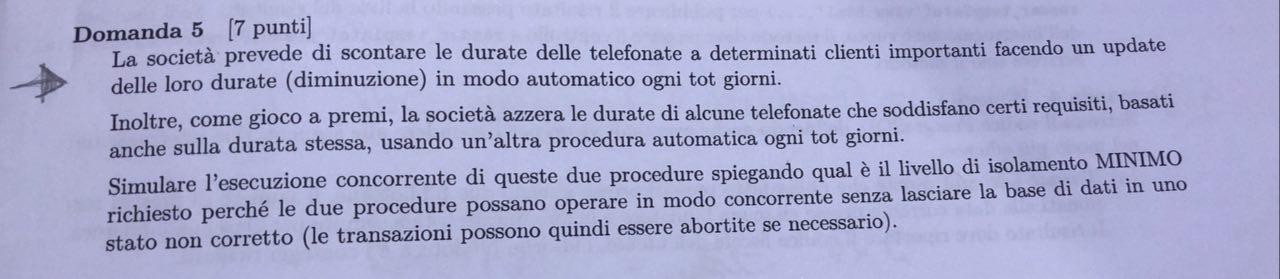 Domanda 5 [7 punti]
La società prevede di scontare le durate delle telefonate a determinati clienti importanti facendo un update
delle loro durate (diminuzione) in modo automatico ogni tot giorni.
Inoltre, come gioco a premi, la società azzera le durate di alcune telefonate che soddisfano certi requisiti, basati
anche sulla durata stessa, usando un'altra procedura automatica ogni tot giorni.
Simulare l'esecuzione concorrente di queste due procedure spiegando qual è il livello di isolamento MINIMO
richiesto perché le due procedure possano operare in modo concorrente senza lasciare la base di dati in uno
stato non corretto (le transazioni possono quindi essere abortite se necessario).